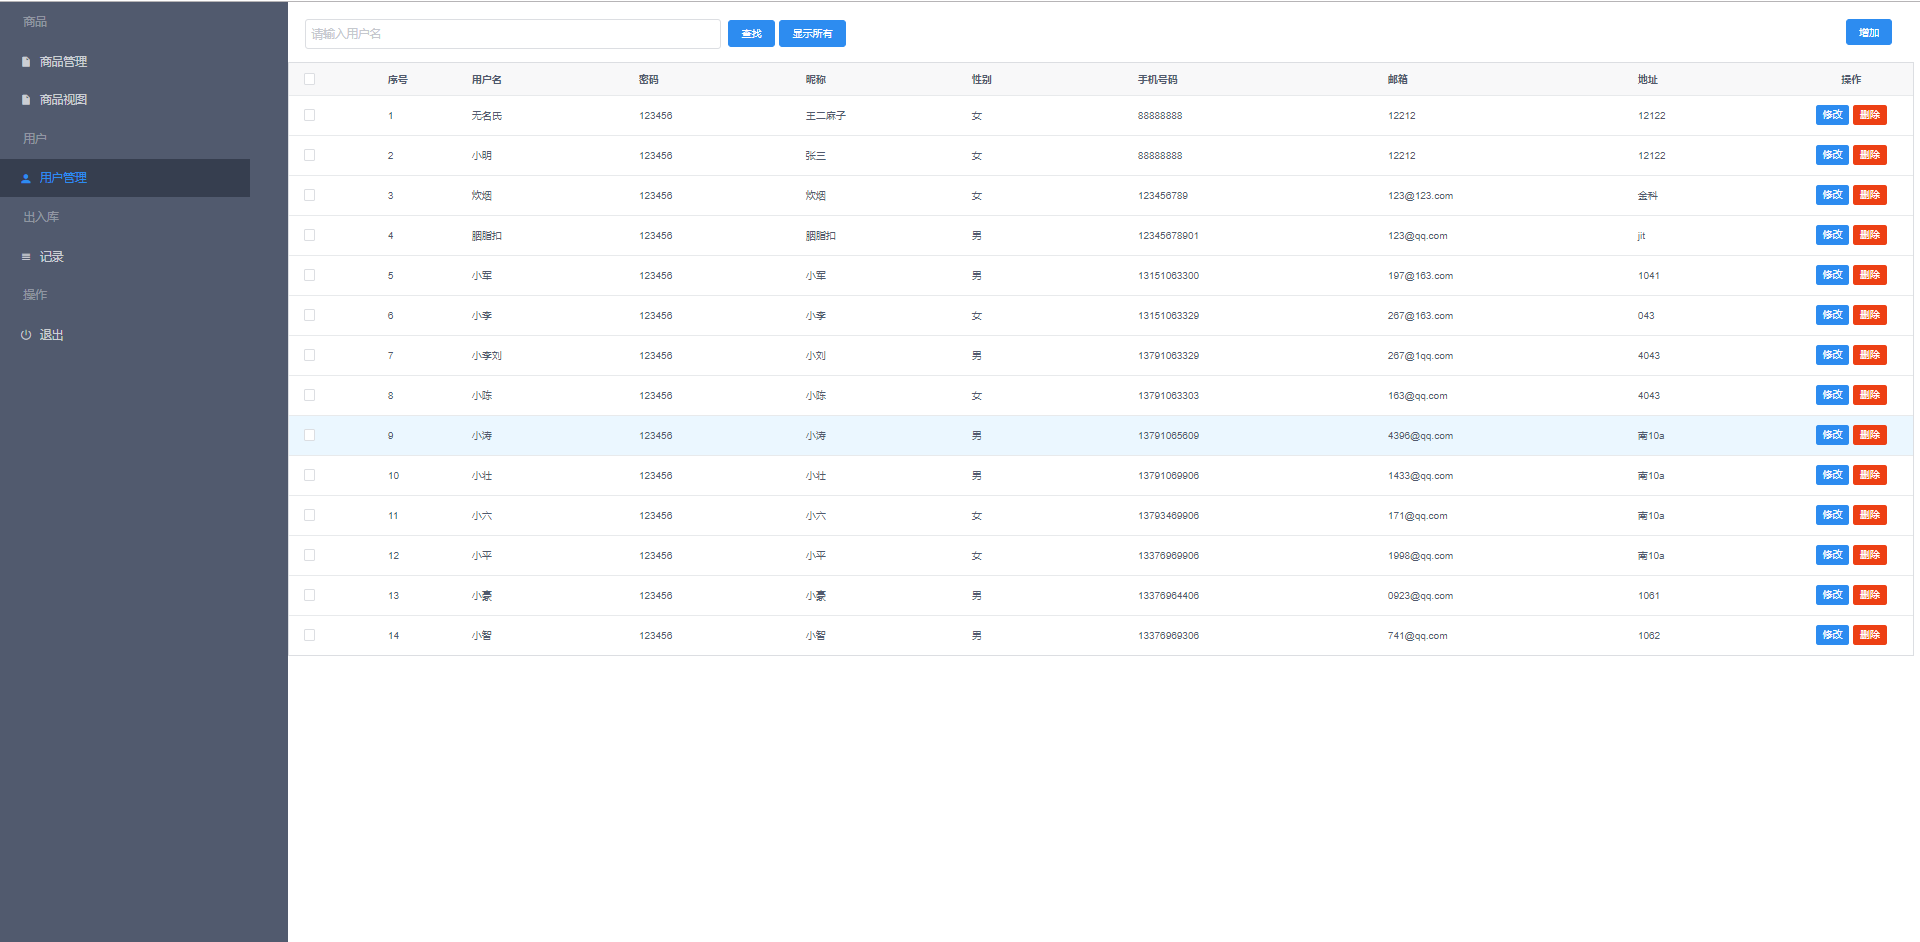 商品
商品管理
商品视图
用户
用户管理
出入库
记录
操作
退出
请输入用户名 查找 显示所有 增加
序号 用户名 密码 昵称 性别 手机号码 邮箱 地址 操作
1 无名氏 123456 王二麻子 女 88888888 12212 12122 修改 删除
2 小明 123456 张三 女 88888888 12212 12122 修改 删除
3 炊烟 123456 炊烟 女 123456789 123@123.com 金科 修改 删除
4 胭脂扣 123456 胭脂扣 男 12345678901 123@qq.com jit 修改 删除
5 小军 123456 小军 男 13151063300 197@163.com 1041 修改 删除
6 小李 123456 小李 女 13151063329 267@163.com 043 修改 删除
7 小李刘 123456 小刘 男 13791063329 267@1qq.com 4043 修改 删除
8 小陈 123456 小陈 女 13791063303 163@qq.com 4043 修改 删除
9 小涛 123456 小涛 男 13791065609 4396@qq.com 南10a 修改 删除
10 小壮 123456 小壮 男 13791069906 1433@qq.com 南10a 修改 删除
11 小六 123456 小六 女 13793469906 171@qq.com 南10a 修改 删除
12 小平 123456 小平 女 13376969906 1998@qq.com 南10a 修改 删除
13 小豪 123456 小豪 男 13376964406 0923@qq.com 1061 修改 删除
14 小智 123456 小智 男 13376969306 741@qq.com 1062 修改 删除